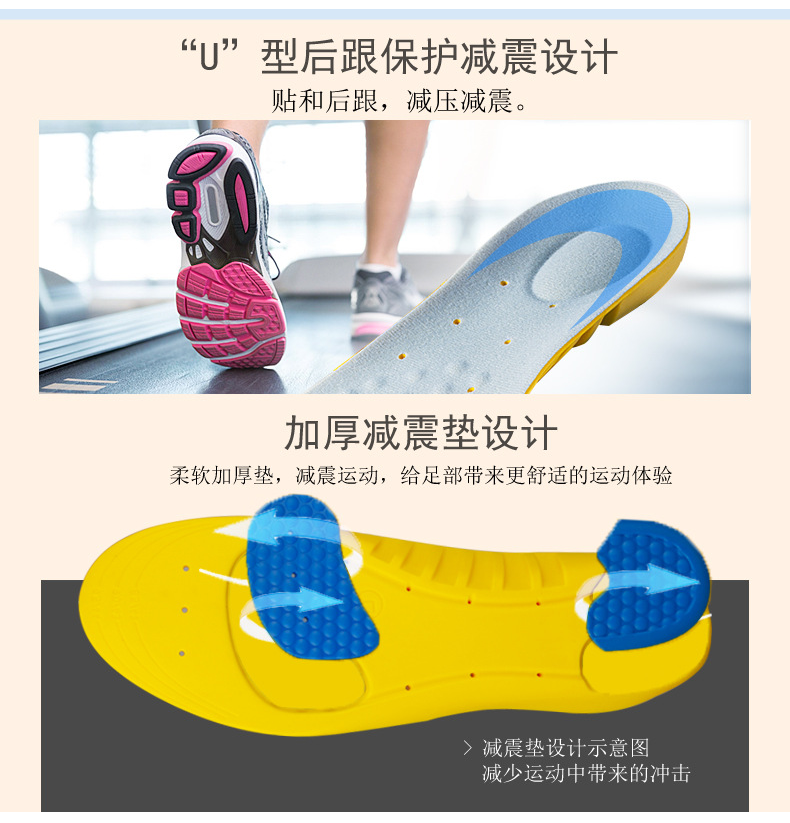 “U”型后跟保护减震设计
贴和后跟，减压减震。
加厚减震垫设计
柔软加厚垫，减震运动，给足部带来更舒适的运动体验
> 减震垫设计示意图
减少运动中带来的冲击